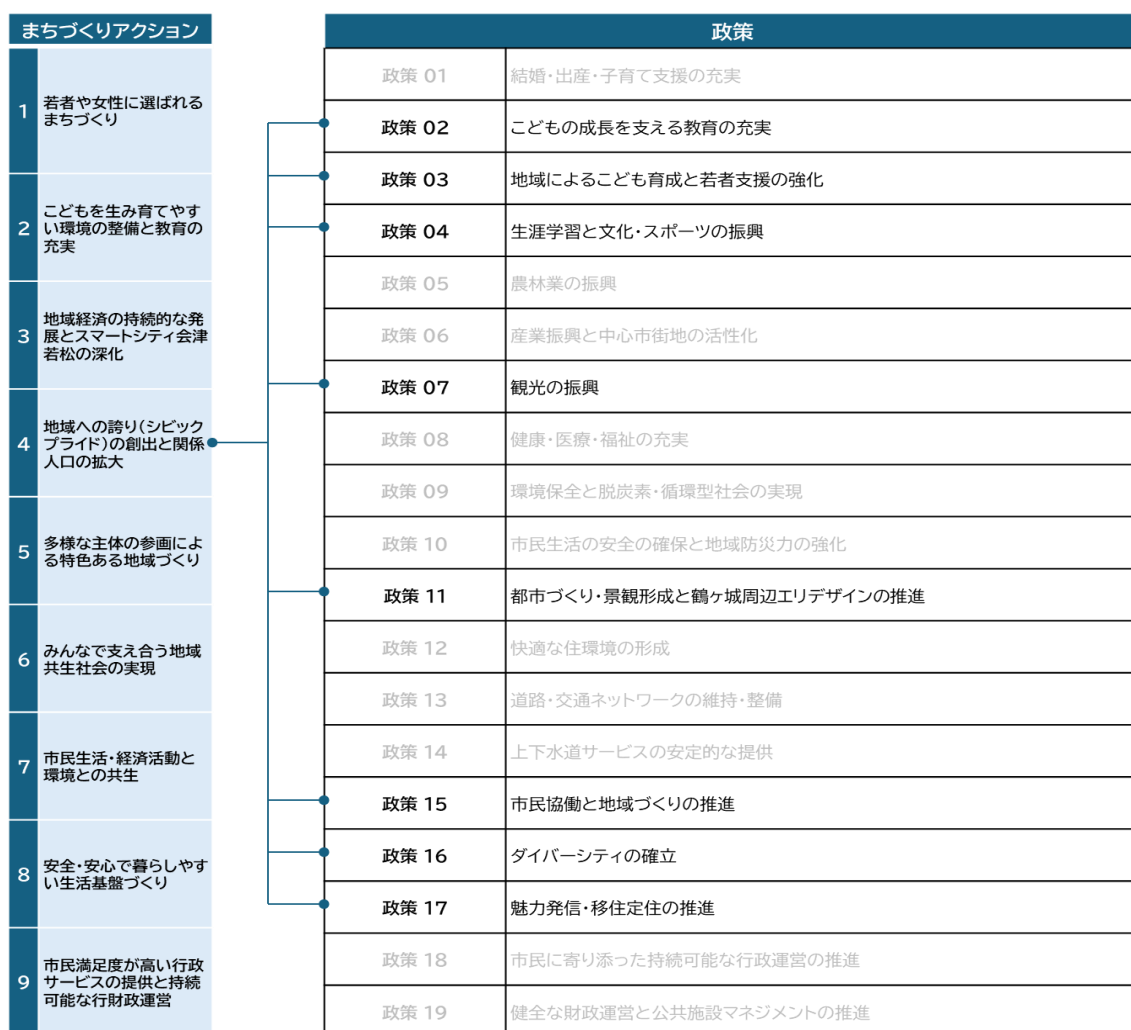 まちづくりアクション
1
若者や女性に選ばれる
まちづくり
2
こどもを生み育てやす
い環境の整備と教育の
充実
3
地域経済の持続的な発
展とスマートシティ会津
若松の深化
4
地域への誇り(シビック
プライド)の創出と関係
人口の拡大
5
多様な主体の参画によ
る特色ある地域づくり
6
みんなで支え合う地域
共生社会の実現
7
市民生活・経済活動と
環境との共生
8
安全・安心で暮らしやす
い生活基盤づくり
9
市民満足度が高い行政
サービスの提供と持続
可能な行財政運営
政策
政策 01 結婚・出産・子育て支援の充実
政策 02 こどもの成長を支える教育の充実
政策 03 地域によるこども育成と若者支援の強化
政策 04 生涯学習と文化・スポーツの振興
政策 05 農林業の振興
政策 06 産業振興と中心市街地の活性化
政策 07 観光の振興
政策 08 健康・医療・福祉の充実
政策 09 環境保全と脱炭素・循環型社会の実現
政策 10 市民生活の安全の確保と地域防災力の強化
政策 11 都市づくり・景観形成と鶴ヶ城周辺エリデザインの推進
政策 12 快適な住環境の形成
政策 13 道路・交通ネットワークの維持・整備
政策 14 上下水道サービスの安定的な提供
政策 15 市民協働と地域づくりの推進
政策 16 ダイバーシティの確立
政策 17 魅力発信・移住定住の推進
政策 18 市民に寄り添った持続可能な行政運営の推進
政策 19 健全な財政運営と公共施設マネジメントの推進